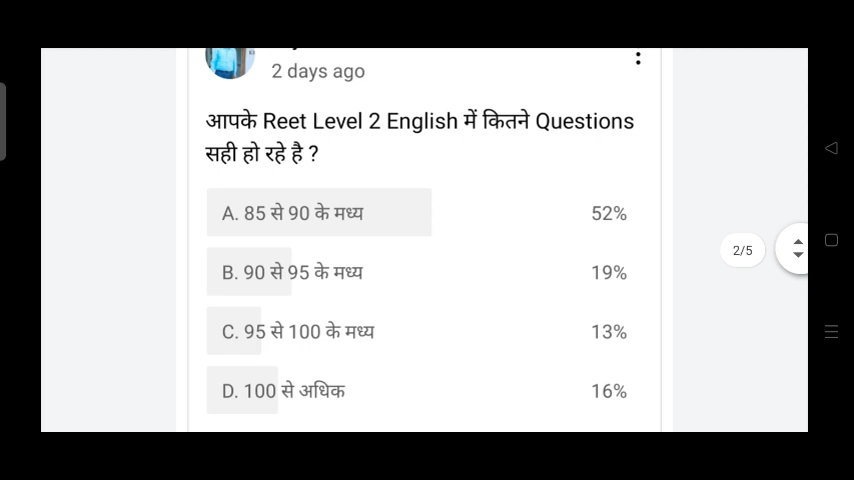 2 days ago
आपके Reet Level 2 English में कितने Questions
सही हो रहे है ?
A. 85 से 90 के मध्य 52%
B. 90 से 95 के मध्य 19%
2/5
C. 95 से 100 के मध्य 13%
D. 100 से अधिक 16%